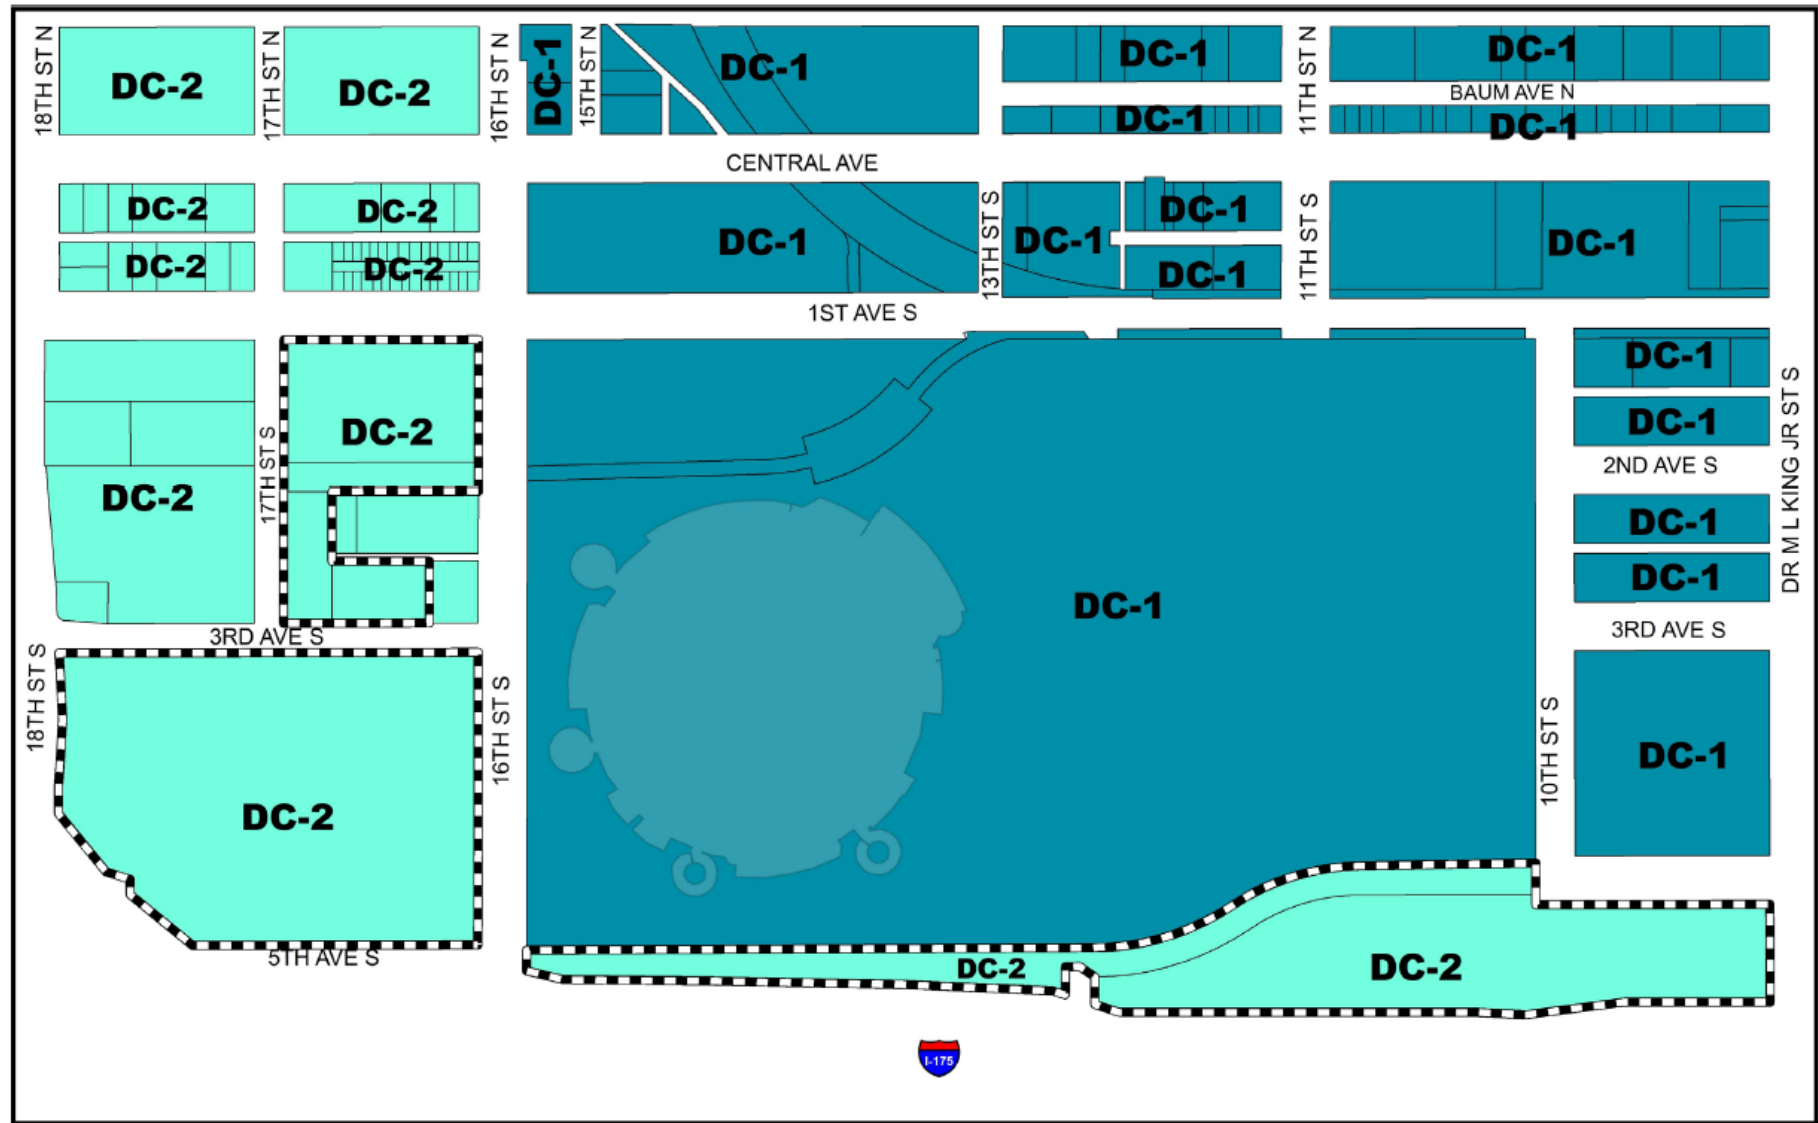 18TH ST N
DC-2
17TH ST N
DC-2
16TH ST N
DC-1
15TH ST N
DC-1
DC-1
11TH ST N
DC-1
BAUM AVE N
DC-1
DC-1
CENTRAL AVE
DC-2
DC-2
DC-2
DC-2
DC-1
13TH ST S
DC-1
DC-1
DC-1
11TH ST S
DC-1
1ST AVE S
DC-1
DC-1
2ND AVE S
DC-1
DC-1
3RD AVE S
DR M L KING JR ST S
DC-2
17TH ST S
DC-2
3RD AVE S
DC-1
18TH ST S
DC-2
16TH ST S
10TH ST S
DC-1
5TH AVE S
DC-2
DC-2
I-175